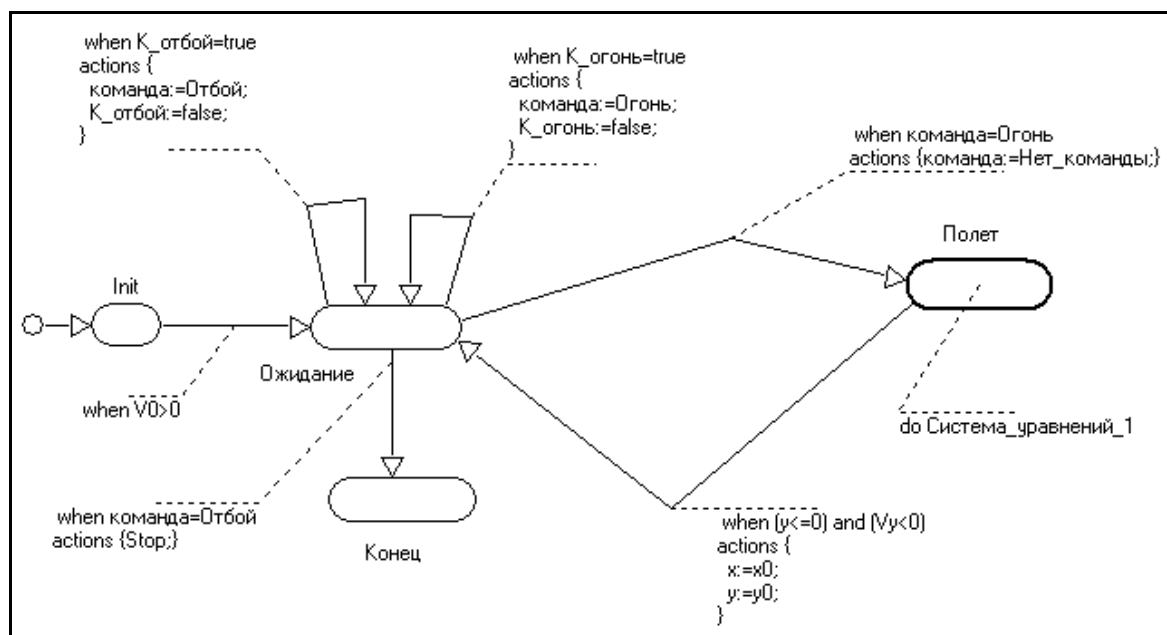 when K_отбой=true
actions {
команда:=Отбой;
K_отбой:=false;
}
when K_огонь=true
actions {
команда:=Огонь;
K_огонь:=false;
}
when команда=Огонь
actions {команда:=Нет_команды;}
Полет
Init
Ожидание
when V0>0
do Система_уравнений_1
when команда=Отбой
actions {Stop;}
Конец
when (y<=0) and (Vy<0)
actions {
x:=x0;
y:=y0;
}